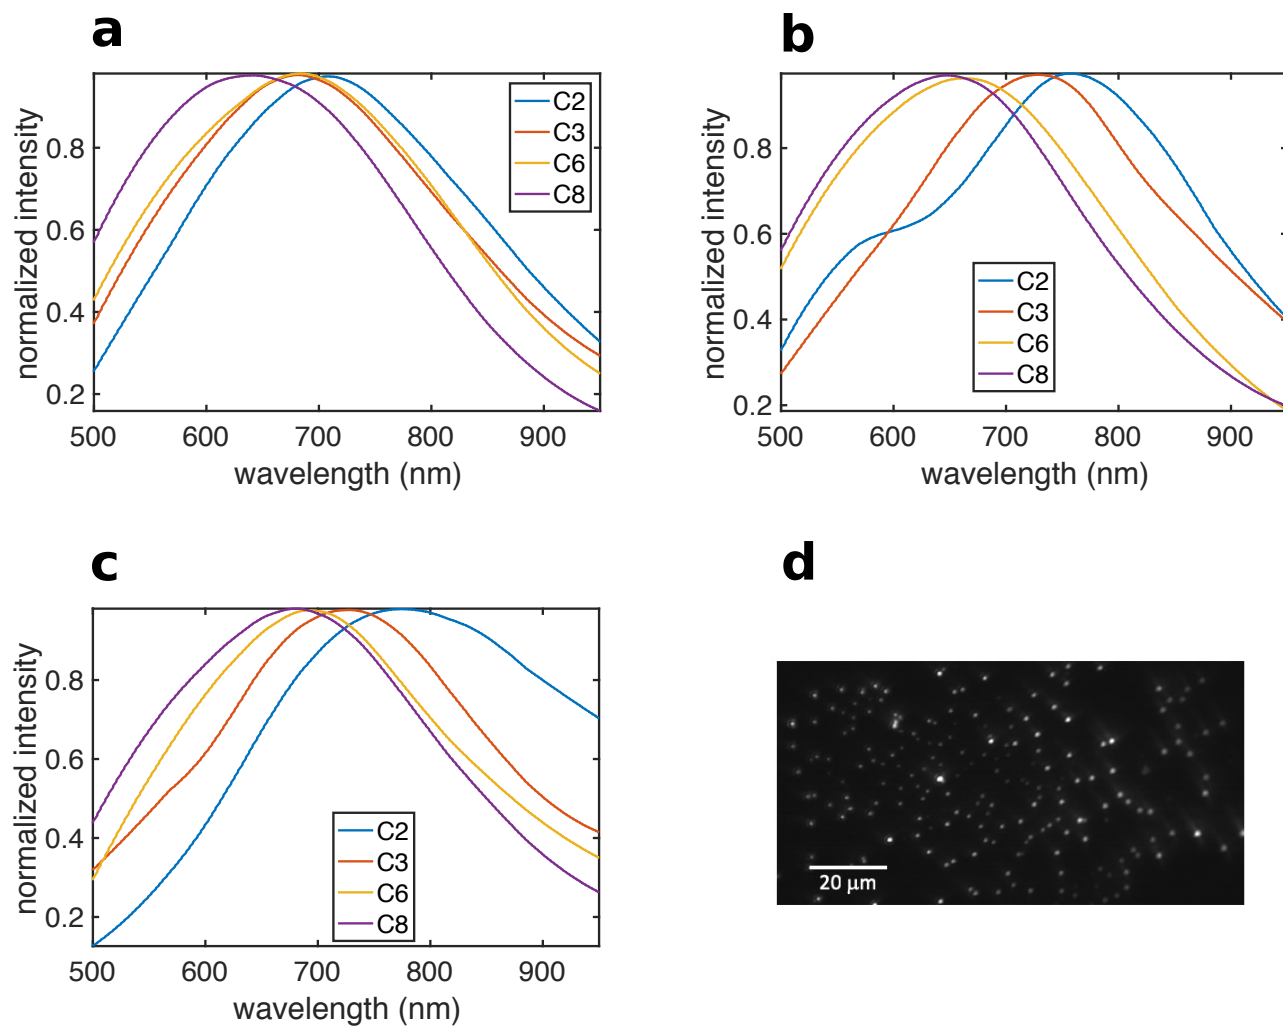 a
normalized intensity
0.8
0.6
0.4
0.2
500 600 700 800 900
wavelength (nm)
C2
C3
C6
C8
b
normalized intensity
0.8
0.6
0.4
0.2
500 600 700 800 900
wavelength (nm)
C2
C3
C6
C8
c
normalized intensity
0.8
0.6
0.4
0.2
500 600 700 800 900
wavelength (nm)
C2
C3
C6
C8
d
20 μm